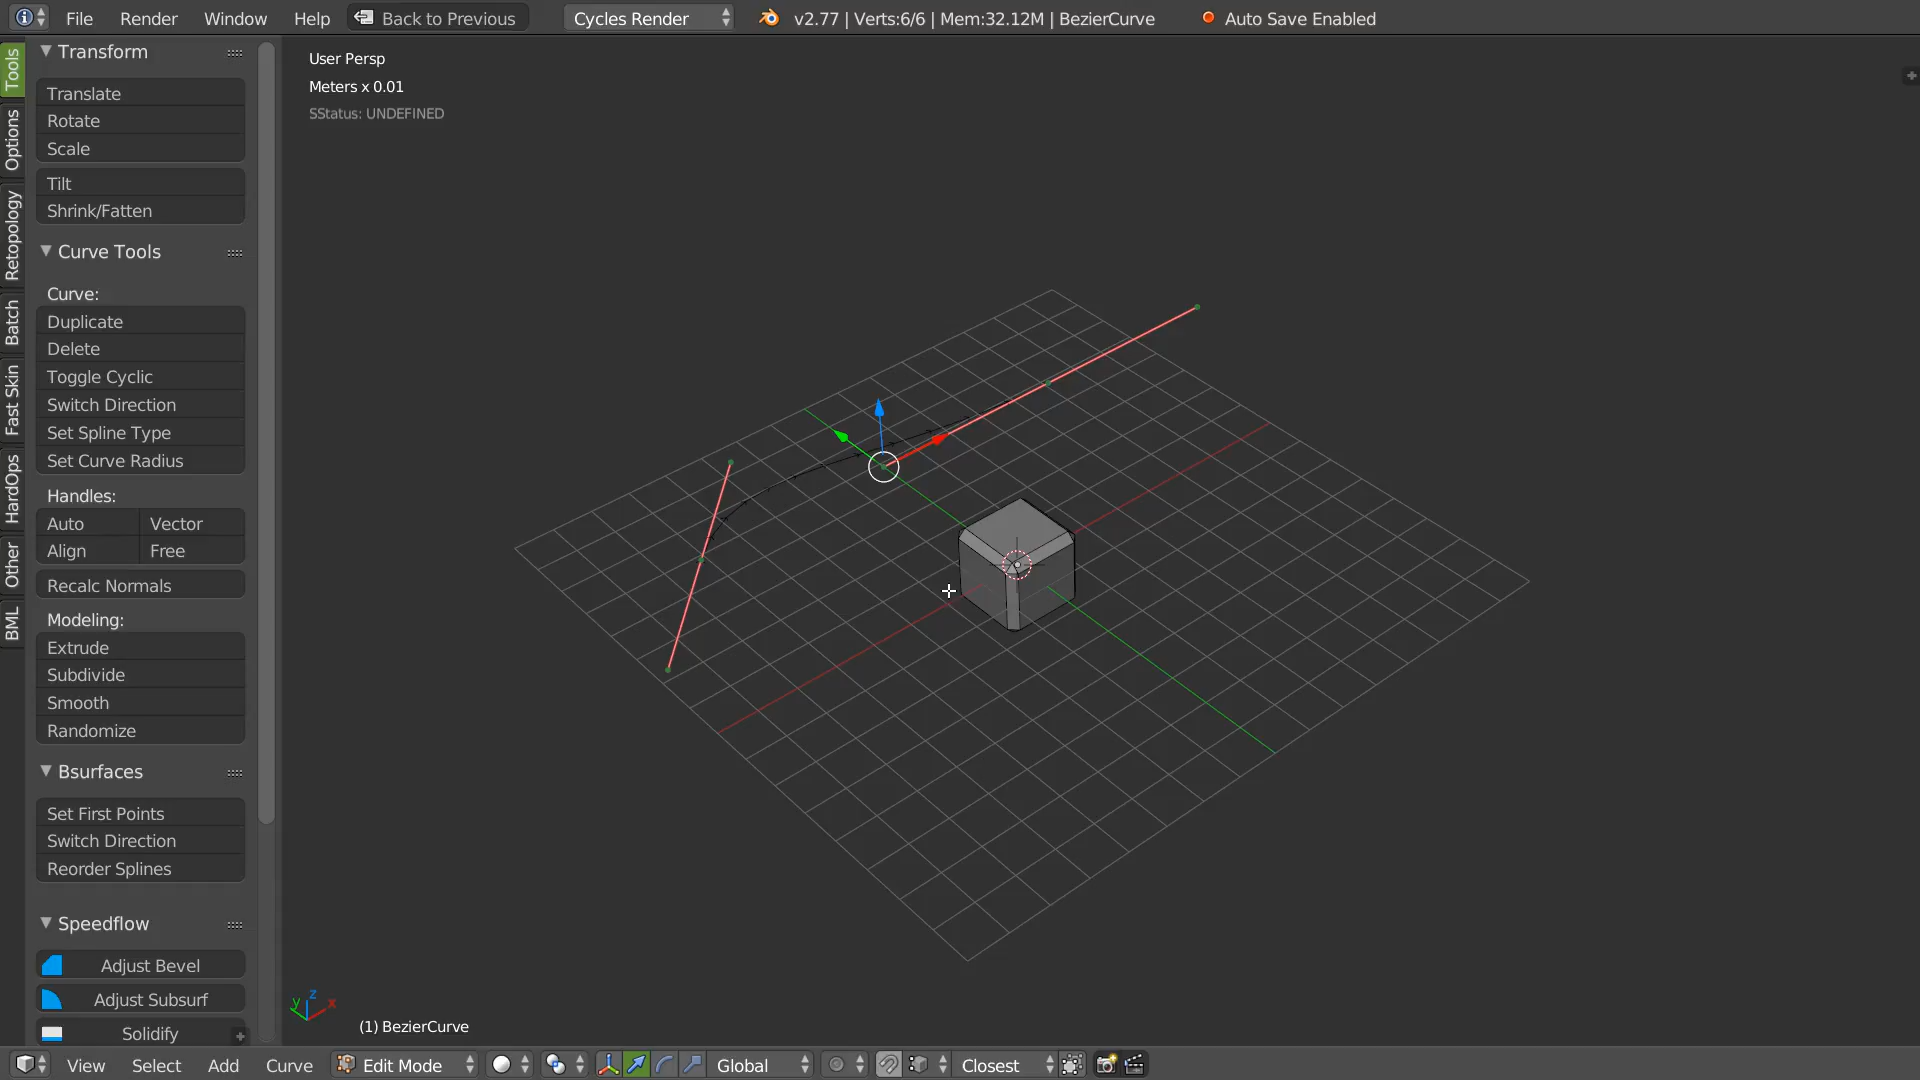 File Render Window Help Back to Previous Cycles Render v2.77 | Verts:6/6 | Mem:32.12M | BezierCurve Auto Save Enabled
Tools
Options
Retopology
Batch
Fast Skin
HardOps
Other
BML
Transform
Translate
Rotate
Scale
Tilt
Shrink/Fatten
Curve Tools
Curve:
Duplicate
Delete
Toggle Cyclic
Switch Direction
Set Spline Type
Set Curve Radius
Handles:
Auto Vector
Align Free
Recalc Normals
Modeling:
Extrude
Subdivide
Smooth
Randomize
Bsurfaces
Set First Points
Switch Direction
Reorder Splines
Speedflow
Adjust Bevel
Adjust Subsurf
Solidify
User Persp
Meters x 0.01
SStatus: UNDEFINED
y z x
(1) BezierCurve
View Select Add Curve Edit Mode Global Closest